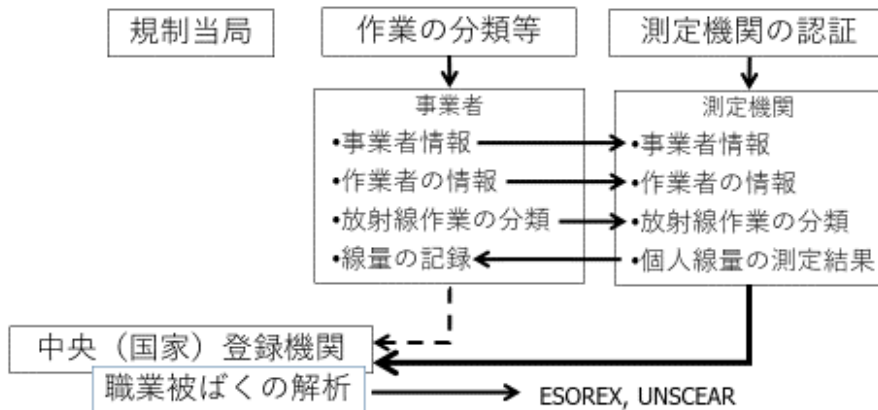 規制当局
作業の分類等
測定機関の認証
事業者
•事業者情報
•作業者の情報
•放射線作業の分類
•線量の記録
測定機関
•事業者情報
•作業者の情報
•放射線作業の分類
•個人線量の測定結果
中央（国家）登録機関
職業被ばくの解析
ESOREX, UNSCEAR